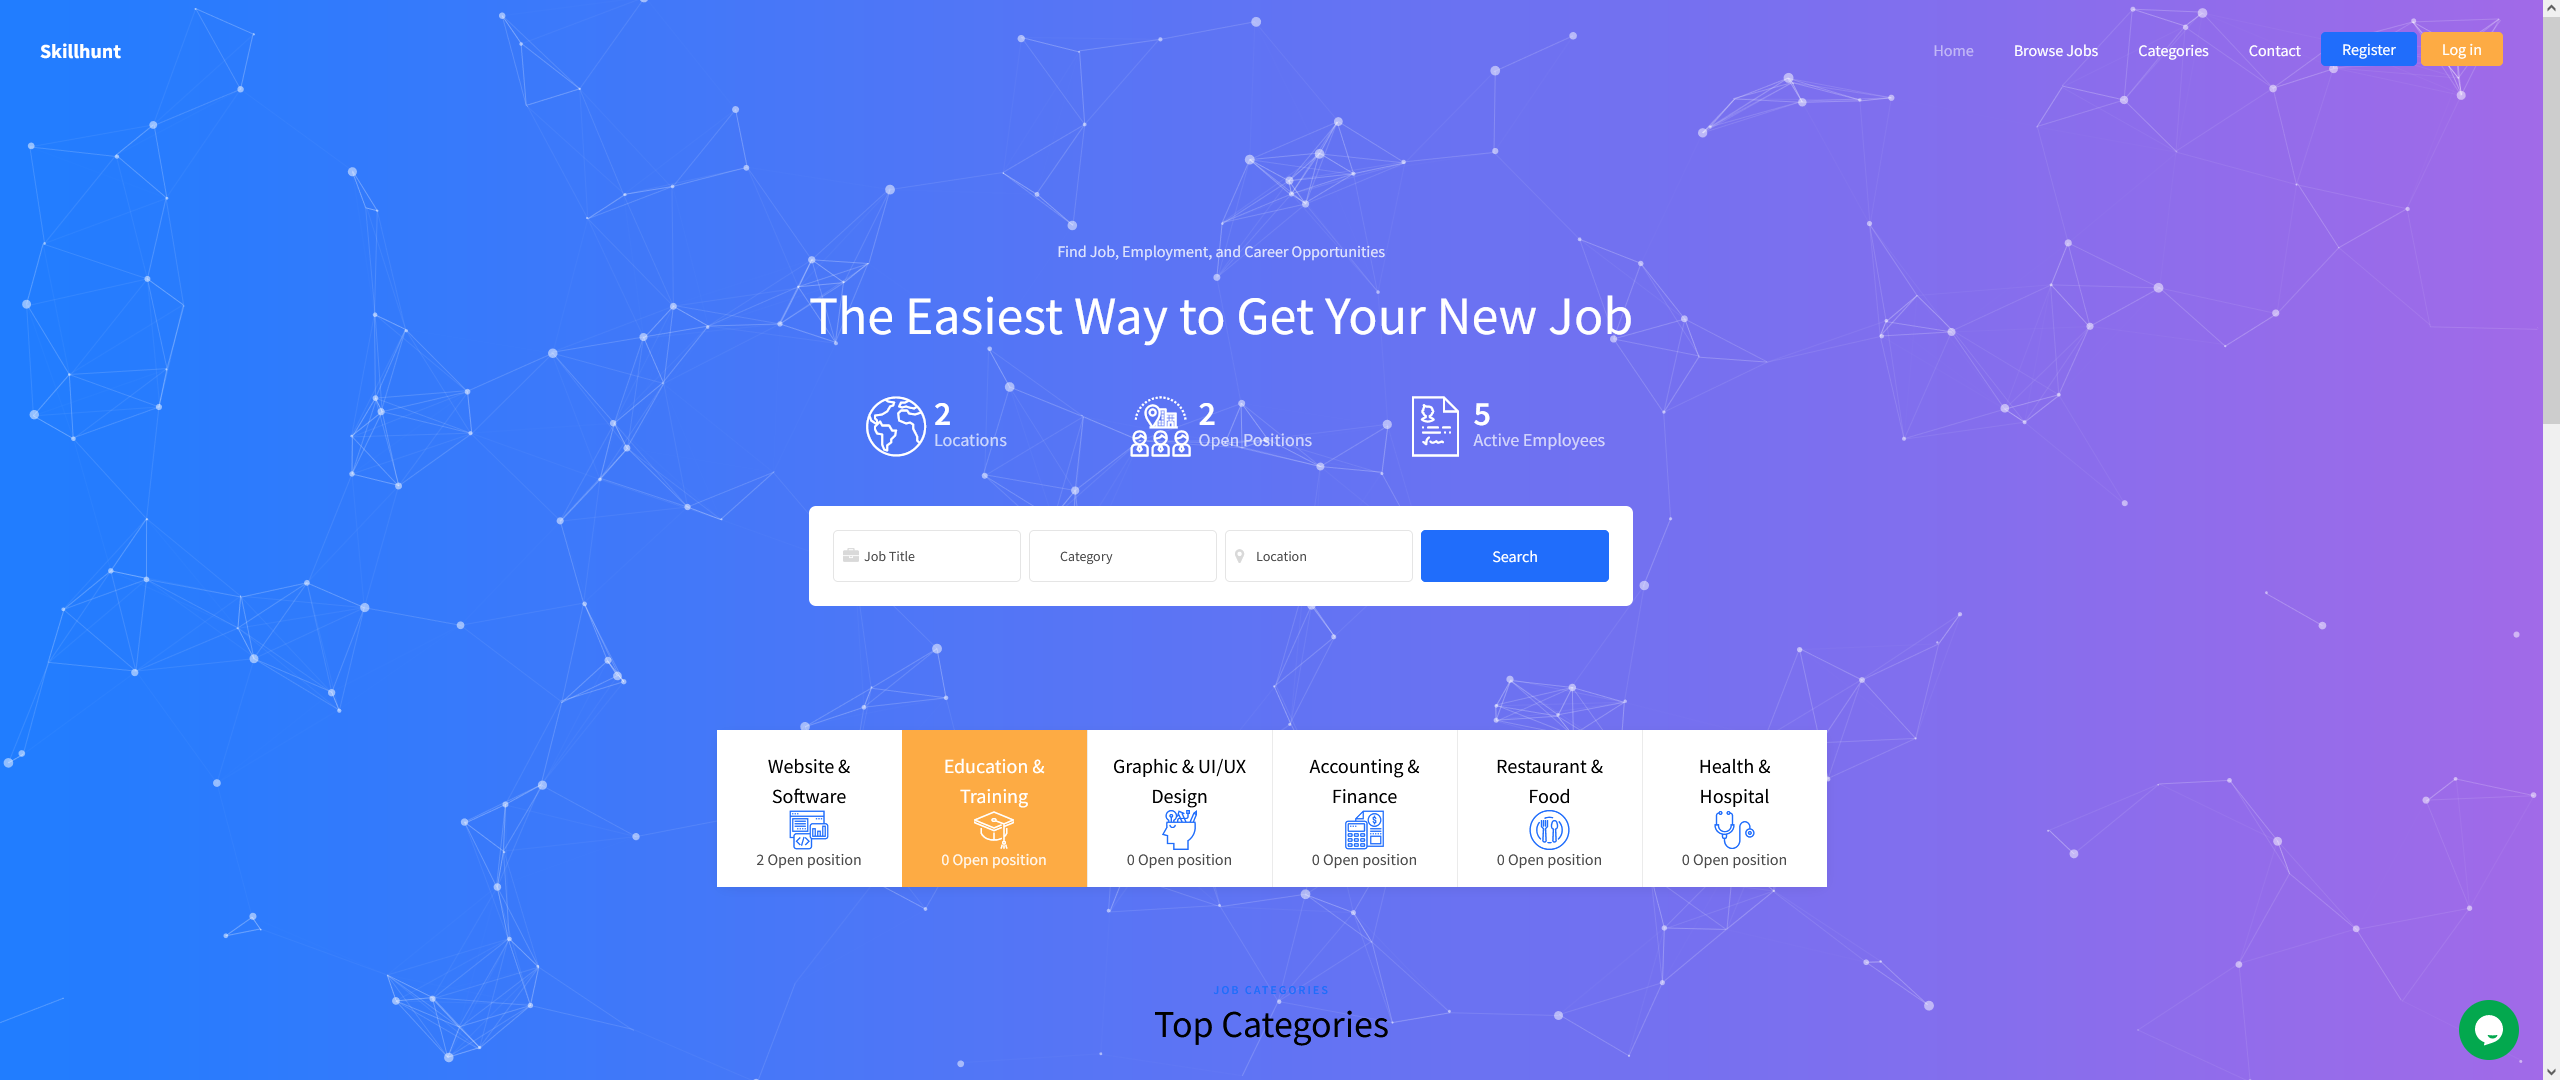 Skillhunt
Home
Browse Jobs
Categories
Contact
Register
Log in
Find Job, Employment, and Career Opportunities
The Easiest Way to Get Your New Job
2
Locations
2
Open Positions
5
Active Employees
Job Title
Category
Location
Search
Website &
Software
2 Open position
Education &
Training
0 Open position
Graphic & UI/UX
Design
0 Open position
Accounting &
Finance
0 Open position
Restaurant &
Food
0 Open position
Health &
Hospital
0 Open position
JOB CATEGORIES
Top Categories